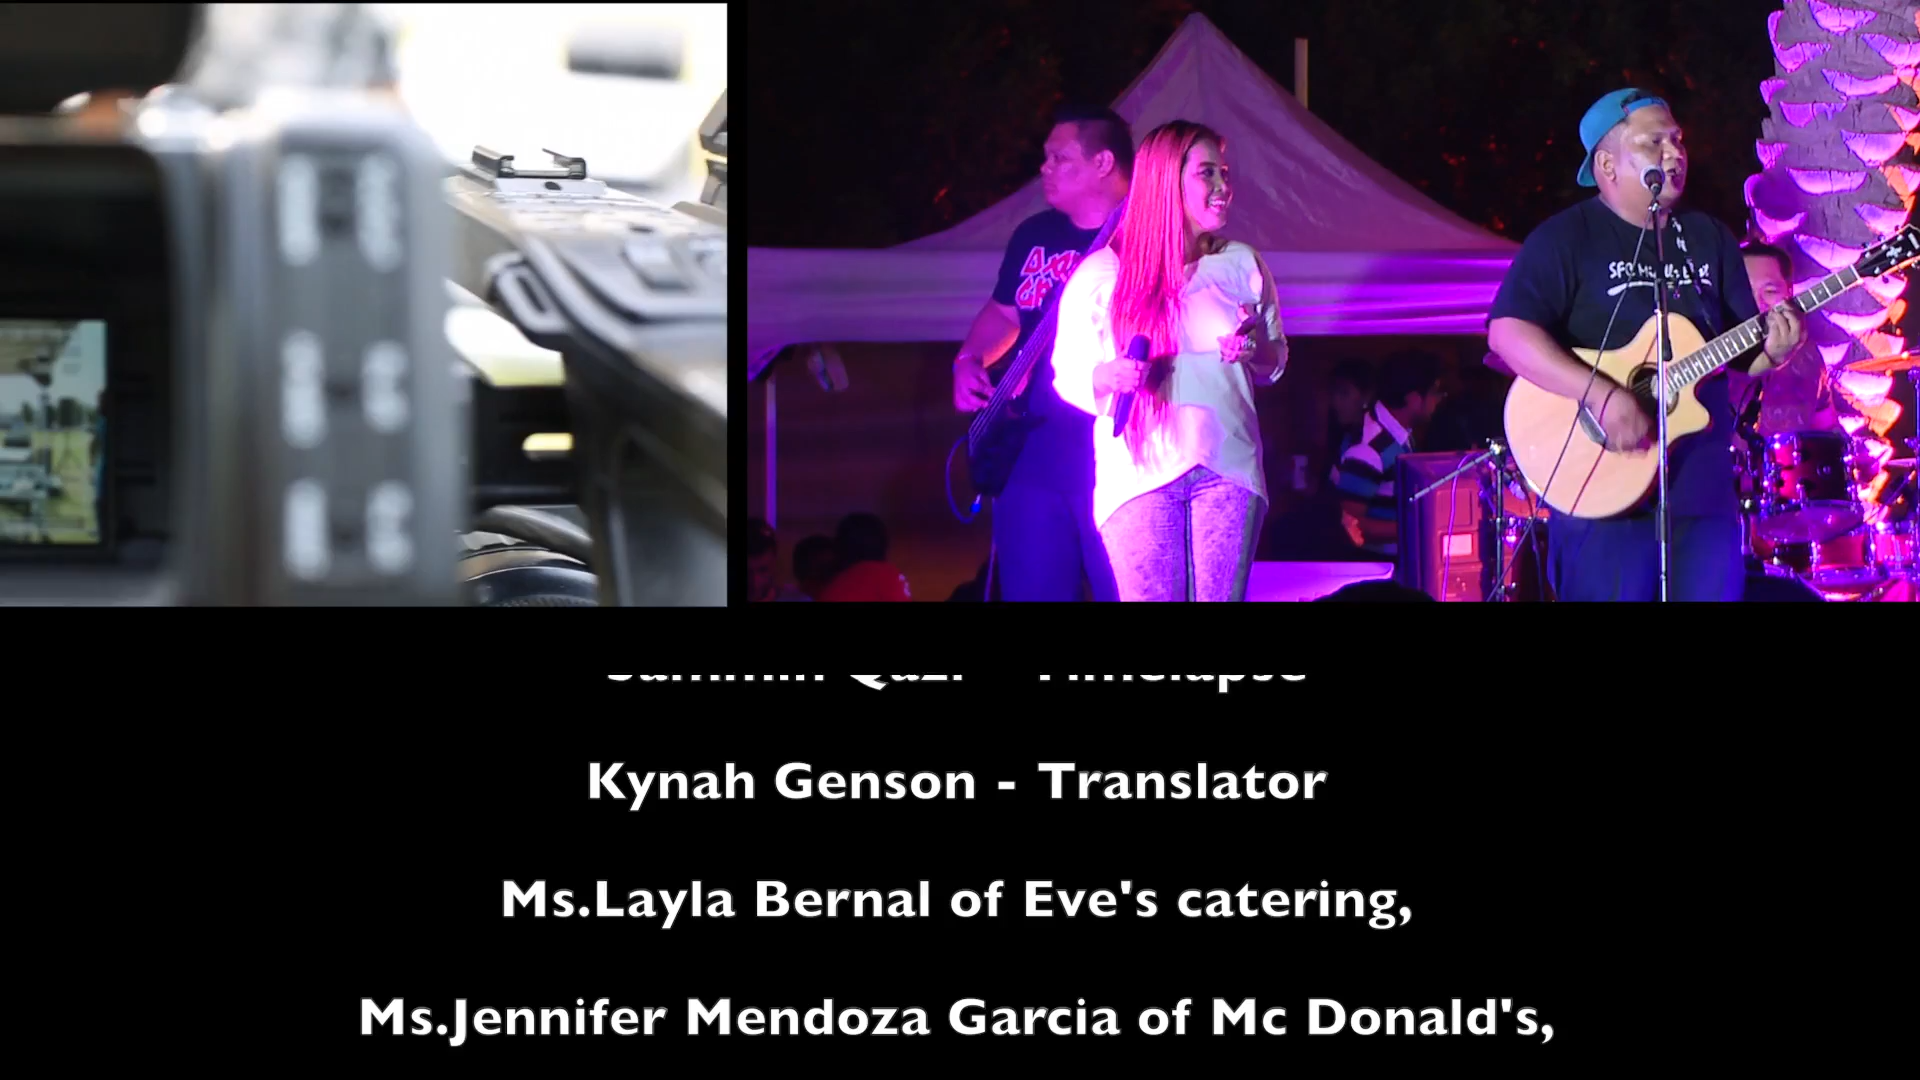 Kynah Genson - Translator
Ms.Layla Bernal of Eve's catering,
Ms.Jennifer Mendoza Garcia of Mc Donald's,